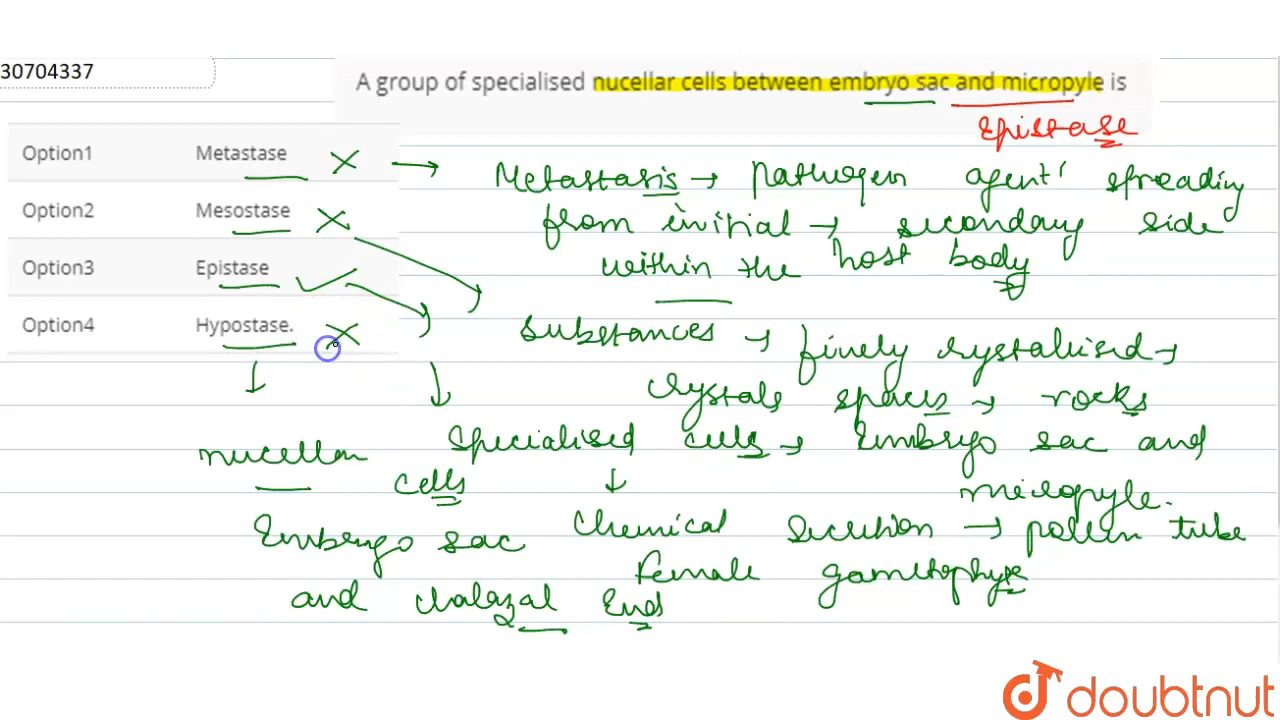 30704337
A group of specialised nucellar cells between embryo sac and micropyle is
Epistase
Option1 Metastase
Option2 Mesostase
Option3 Epistase
Option4 Hypostase.
Metastasis → pathogen agent spreading
from initial → secondary side
within the host body
Substances → finely crystalised →
crystals spaces → rocks
Specialised cells → Embryo sac and
micropyle.
Chemical secretion → pollen tube
female gametophyte
nucellar
cells
Embryo sac
and chalazal End
doubtnut